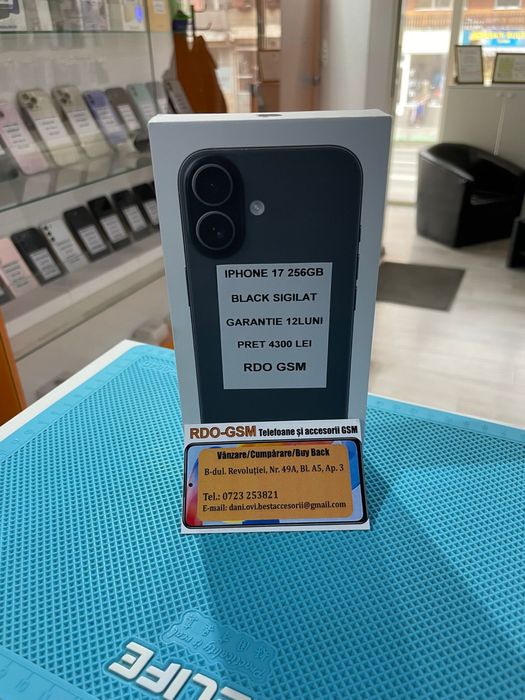 IPHONE 17 256GB
BLACK SIGILAT
GARANTIE 12LUNI
PRET 4300 LEI
RDO GSM
RDO-GSM Telefoane și accesorii GSM
Vânzare/Cumpărare/Buy Back
B-dul. Revoluției, Nr. 49A, Bl. A5, Ap. 3
Tel.: 0723 253821
E-mail: dani.ovi.bestaccesorii@gmail.com
ELIFE